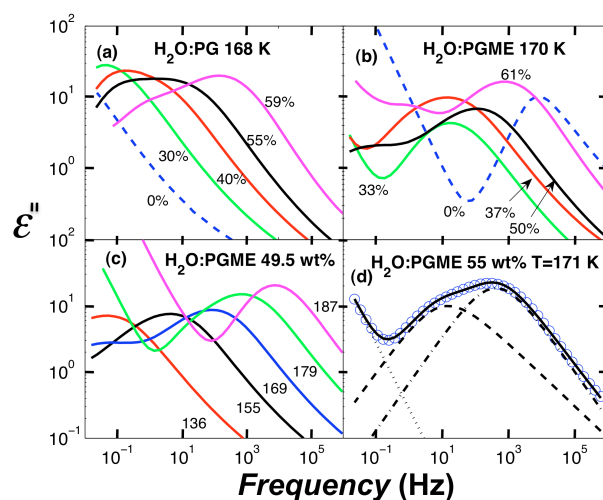 (a) H₂O:PG 168 K
(b) H₂O:PGME 170 K
10²
10¹
10⁰
10²
59%
55%
40%
30%
0%
61%
33%
0%
37%
50%
ε"
(c) H₂O:PGME 49.5 wt%
(d) H₂O:PGME 55 wt% T=171 K
10¹
10⁰
10⁻¹
187
179
169
155
136
10⁻¹ 10¹ 10³ 10⁵
10⁻¹ 10¹ 10³ 10⁵
Frequency (Hz)